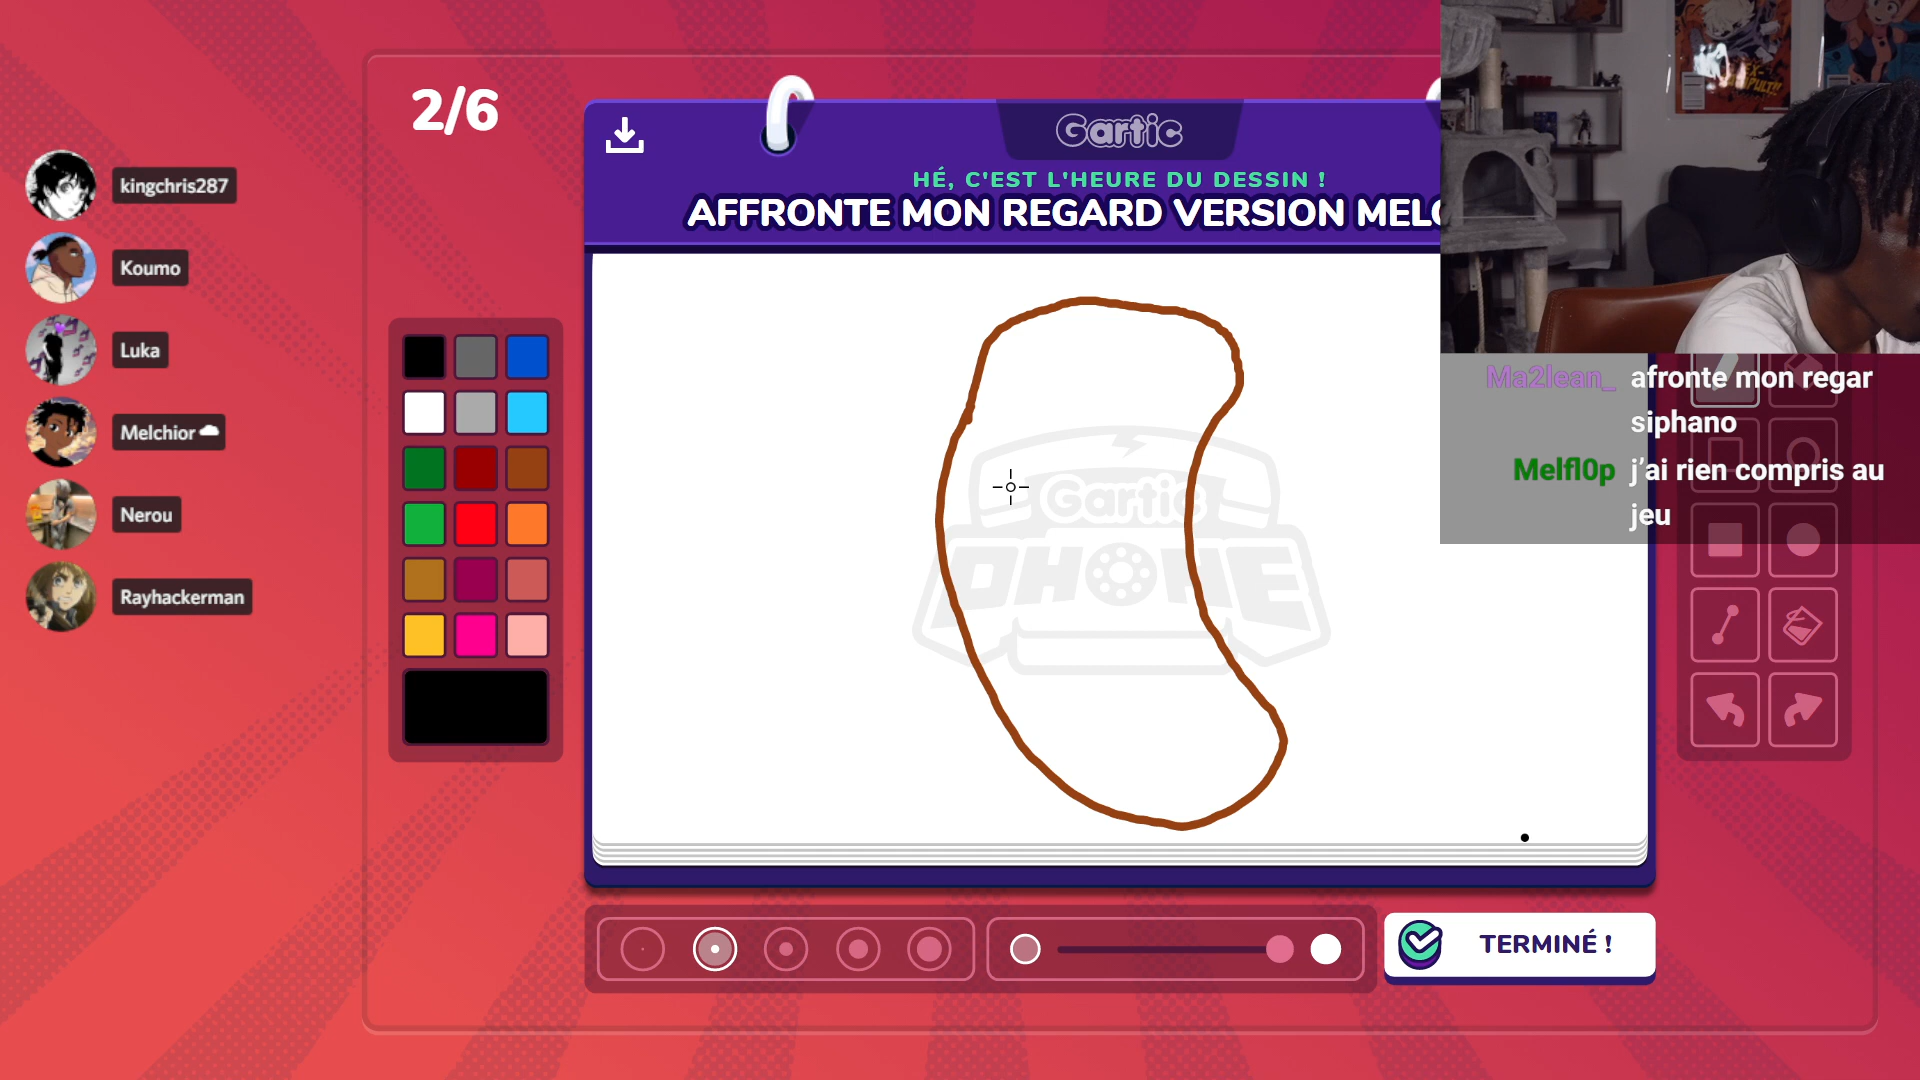 2/6
Gartic
HÉ, C'EST L'HEURE DU DESSIN !
AFFRONTE MON REGARD VERSION MELC
kingchris287
Koumo
Luka
Melchior
Nerou
Rayhackerman
Gartic
PHONE
Ma2lean_ afronte mon regar
siphano
Melfl0p j'ai rien compris au
jeu
TERMINÉ !